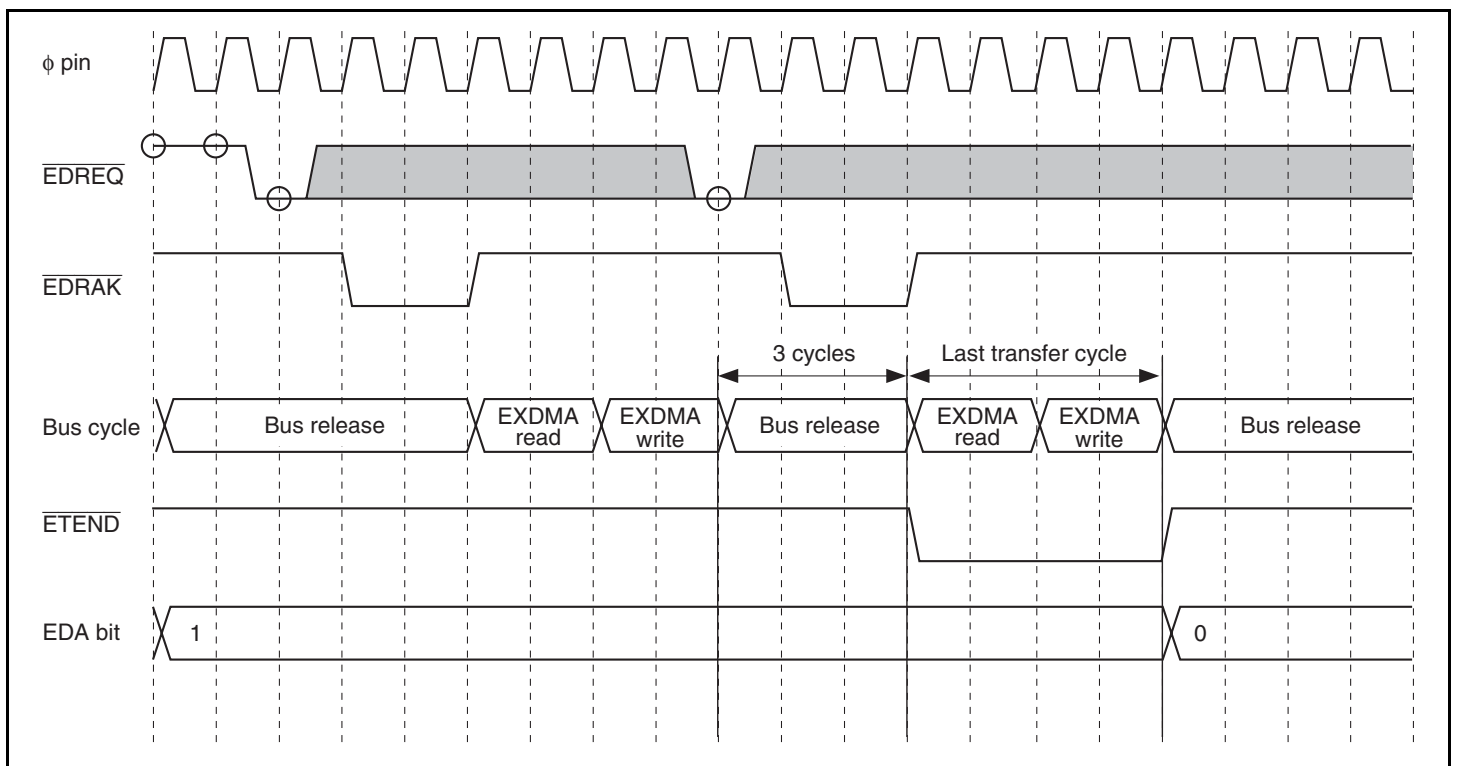 ϕ pin
EDREQ
EDRAK
3 cycles
Last transfer cycle
Bus cycle
Bus release
EXDMA
read
EXDMA
write
Bus release
EXDMA
read
EXDMA
write
Bus release
ETEND
EDA bit
1
0